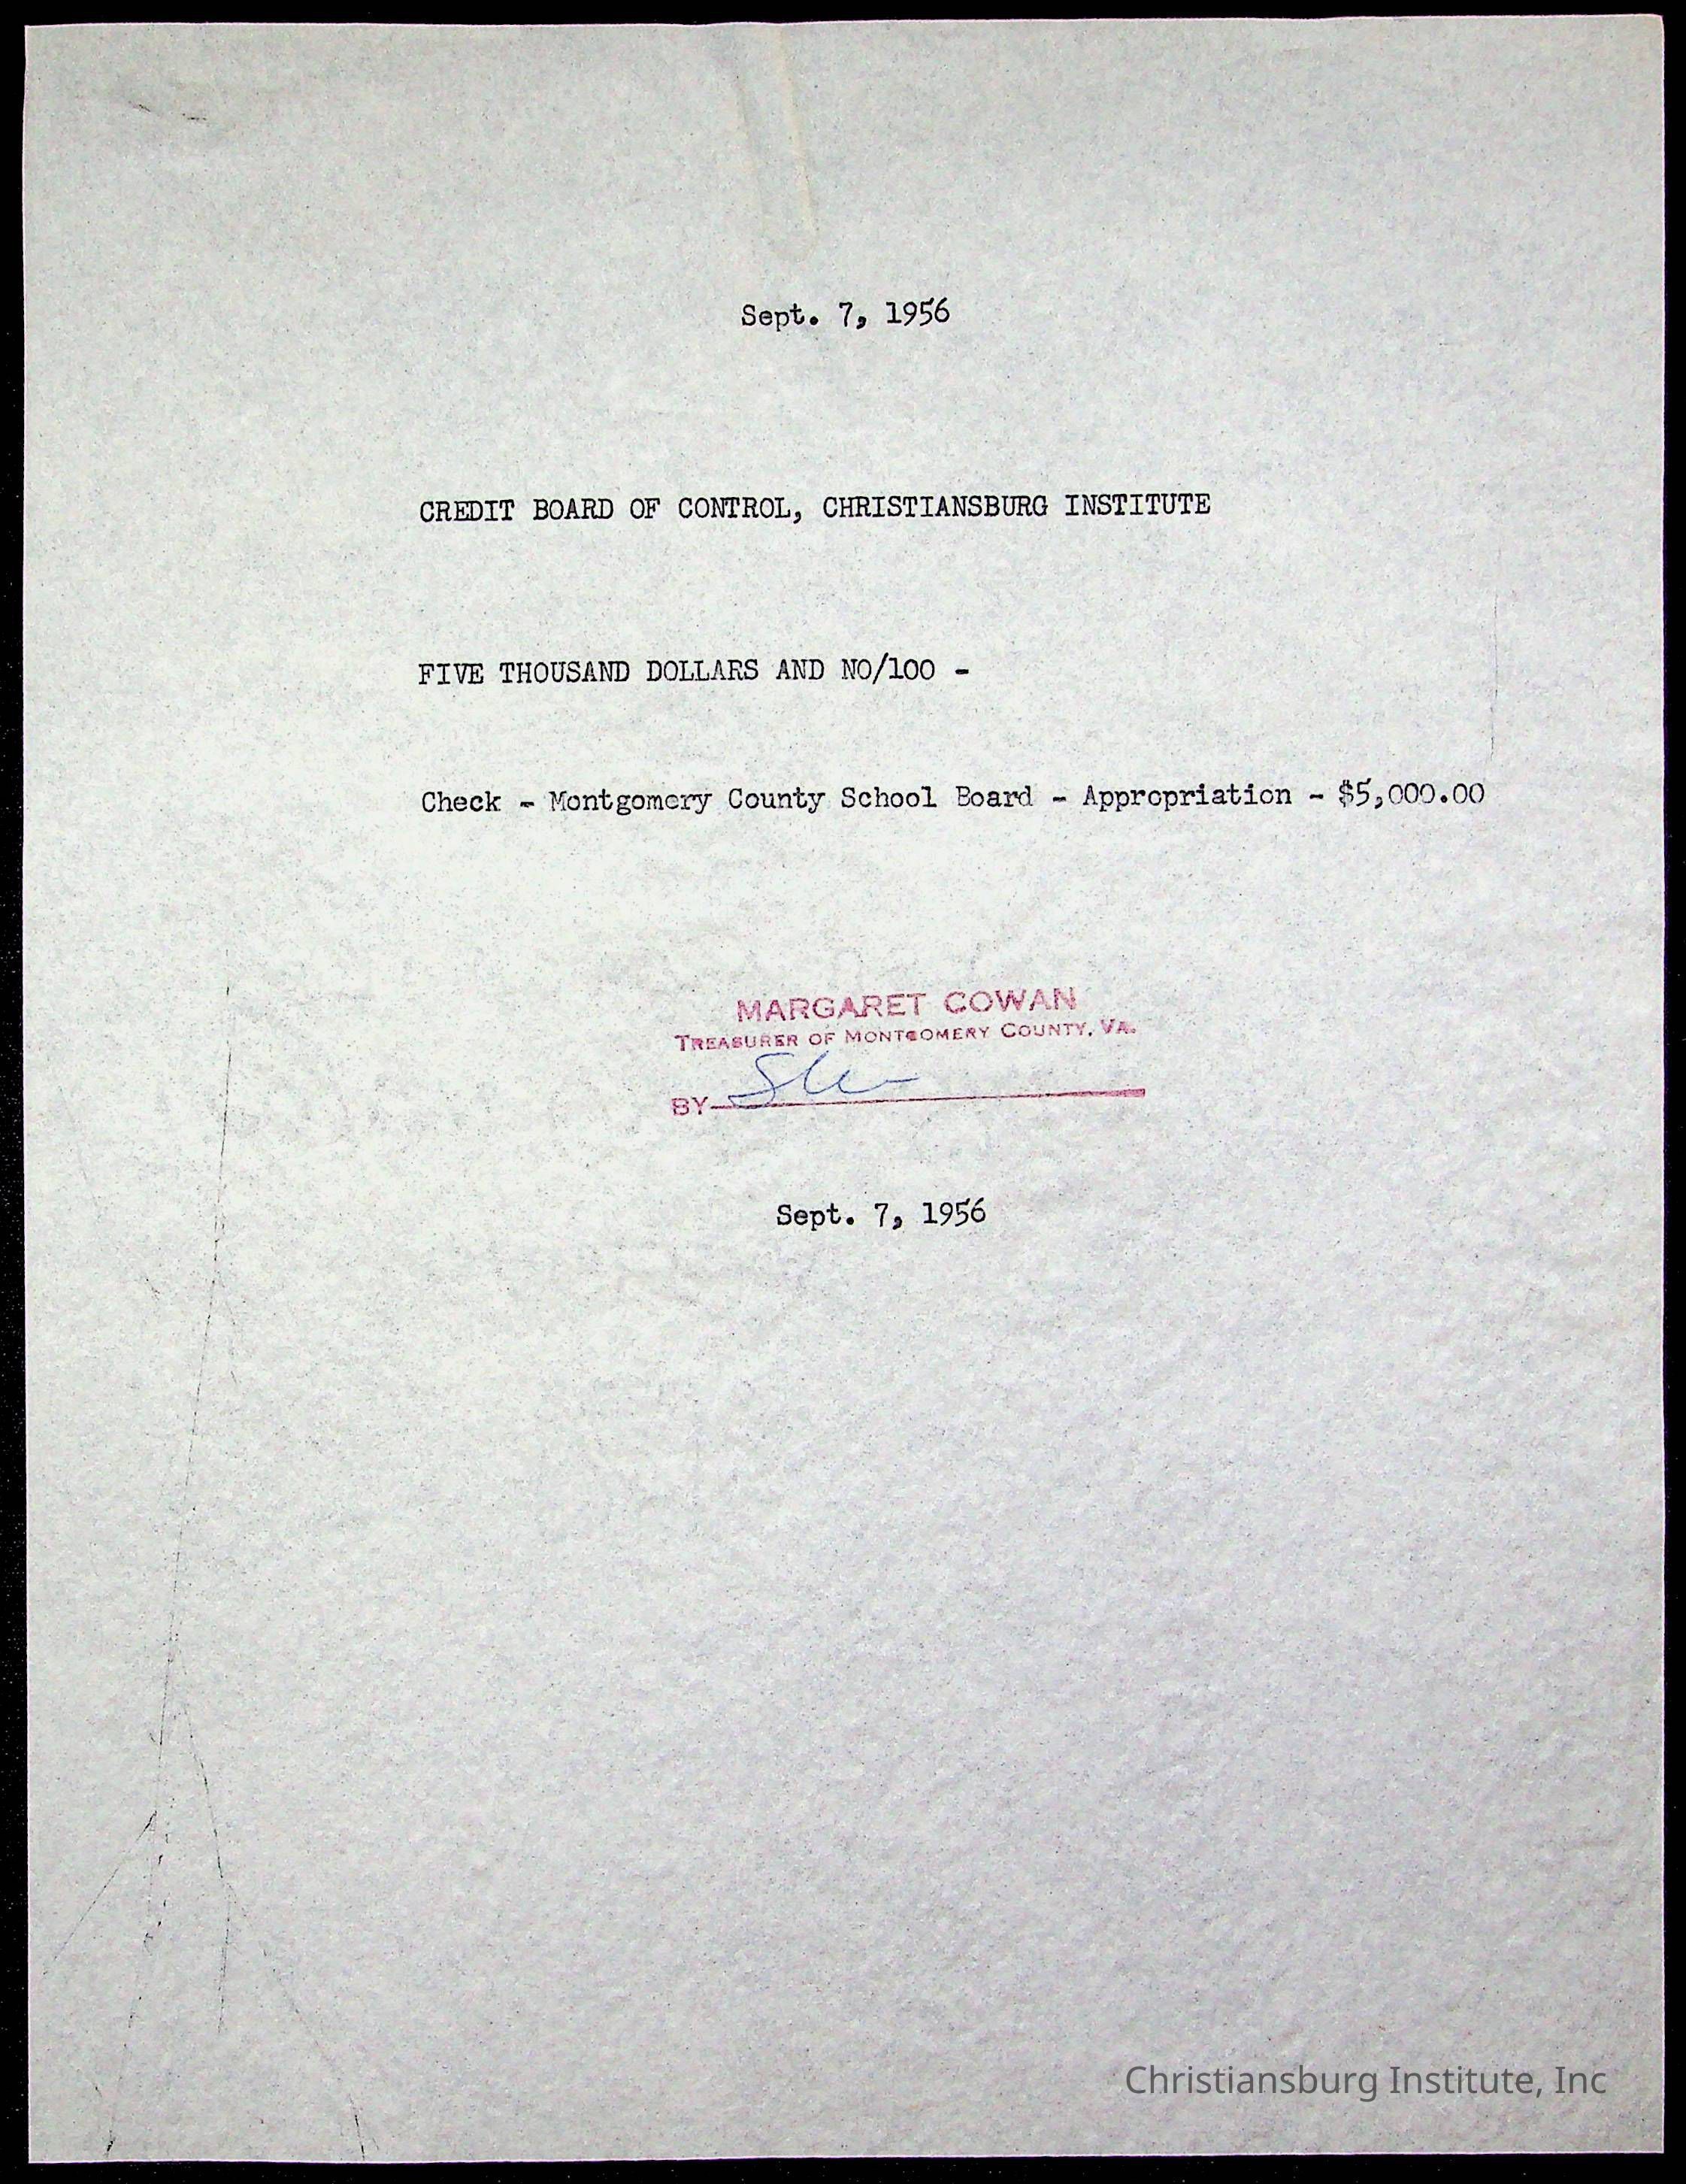 Sept. 7, 1956
CREDIT BOARD OF CONTROL, CHRISTIANSBURG INSTITUTE
FIVE THOUSAND DOLLARS AND NO/100 -
Check - Montgomery County School Board - Appropriation - $5,000.00
MARGARET COWAN
TREASURER OF MONTGOMERY COUNTY, VA.
BY
Sept. 7, 1956
Christiansburg Institute, Inc